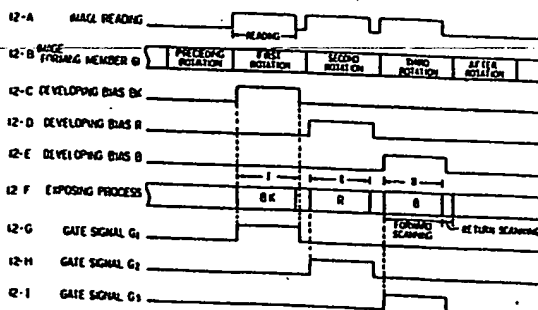 12-A IMAGE READING
READING
12-B IMAGE FORMING MEMBER
PRECEDING ROTATION FIRST ROTATION SECOND ROTATION THIRD ROTATION AFTER ROTATION
12-C DEVELOPING BIAS BK
12-D DEVELOPING BIAS R
12-E DEVELOPING BIAS B
12-F EXPOSING PROCESS
BK R B
FORWARD SCANNING RETURN SCANNING
12-G GATE SIGNAL G1
12-H GATE SIGNAL G2
12-I GATE SIGNAL G3